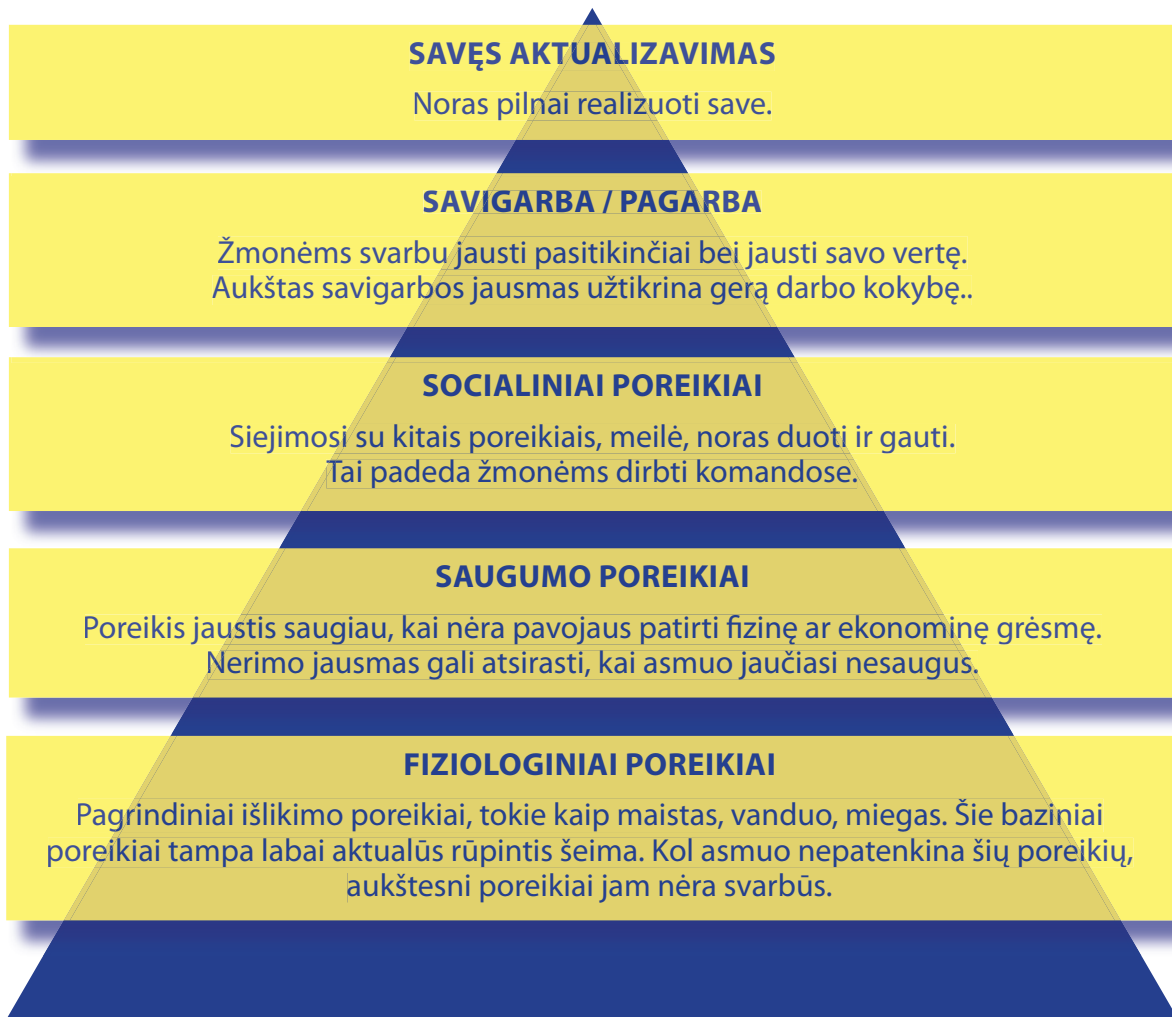 SAVĘS AKTUALIZAVIMAS
Noras pilnai realizuoti save.
SAVIGARBA / PAGARBA
Žmonėms svarbu jausti pasitikinčiai bei jausti savo vertę.
Aukštas savigarbos jausmas užtikrina gerą darbo kokybę..
SOCIALINIAI POREIKIAI
Siejimosi su kitais poreikiais, meilė, noras duoti ir gauti.
Tai padeda žmonėms dirbti komandose.
SAUGUMO POREIKIAI
Poreikis jaustis saugiau, kai nėra pavojaus patirti fizinę ar ekonominę grėsmę.
Nerimo jausmas gali atsirasti, kai asmuo jaučiasi nesaugus.
FIZIOLOGINIAI POREIKIAI
Pagrindiniai išlikimo poreikiai, tokie kaip maistas, vanduo, miegas. Šie baziniai
poreikiai tampa labai aktualūs rūpintis šeima. Kol asmuo nepatenkina šių poreikių,
aukštesni poreikiai jam nėra svarbūs.